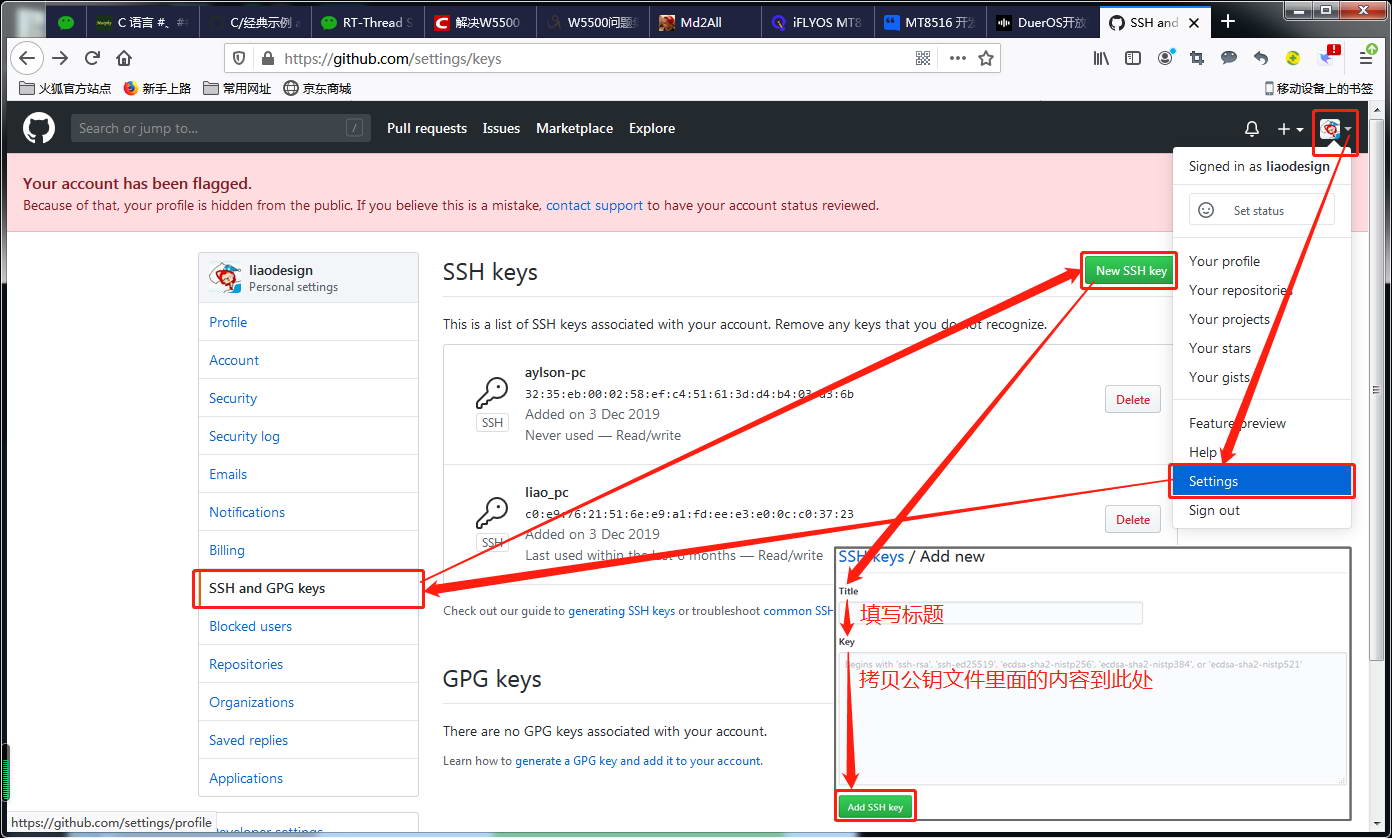 C 语言 #、#
C/经典示例
RT-Thread S
解决W5500
W5500问题
Md2All
iFLYOS MT8
MT8516 开
DuerOS开放
SSH and
https://github.com/settings/keys
火狐官方站点
新手上路
常用网址
京东商城
移动设备上的书签
Search or jump to...
/
Pull requests
Issues
Marketplace
Explore
Your account has been flagged.
Because of that, your profile is hidden from the public. If you believe this is a mistake, contact support to have your account status reviewed.
Signed in as liaodesign
Set status
Your profile
Your repositories
Your projects
Your stars
Your gists
Feature preview
Help
Settings
Sign out
liaodesign
Personal settings
Profile
Account
Security
Security log
Emails
Notifications
Billing
SSH and GPG keys
Blocked users
Repositories
Organizations
Saved replies
Applications
SSH keys
New SSH key
This is a list of SSH keys associated with your account. Remove any keys that you do not recognize.
aylson-pc
32:35:eb:00:02:58:ef:c4:51:61:3d:d4:b4:03:d5:6b
Added on 3 Dec 2019
Never used — Read/write
SSH
Delete
liao_pc
c0:e9:76:21:51:6e:e9:a1:fd:ee:e3:e0:0c:c0:37:23
Added on 3 Dec 2019
Last used within the last 6 months — Read/write
SSH
Delete
Check out our guide to generating SSH keys or troubleshoot common SSH
GPG keys
There are no GPG keys associated with your account.
Learn how to generate a GPG key and add it to your account.
SSH keys / Add new
Title
填写标题
Key
Begins with 'ssh-rsa', 'ssh-ed25519', 'ecdsa-sha2-nistp256', 'ecdsa-sha2-nistp384', or 'ecdsa-sha2-nistp521'
拷贝公钥文件里面的内容到此处
Add SSH key
https://github.com/settings/profile
Developer settings